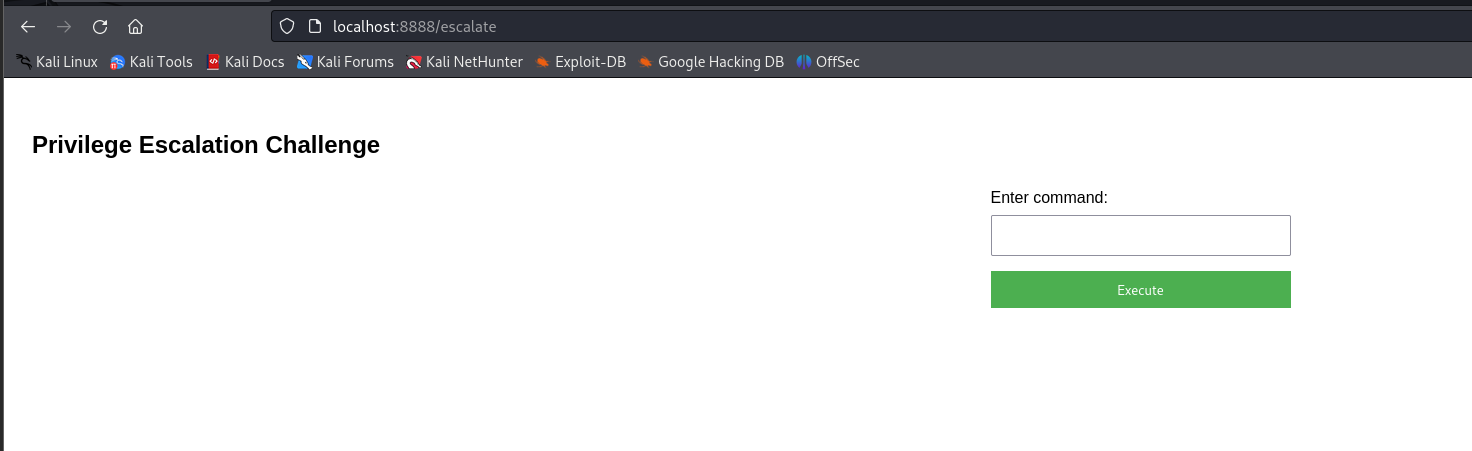 localhost:8888/escalate
Kali Linux Kali Tools Kali Docs Kali Forums Kali NetHunter Exploit-DB Google Hacking DB OffSec
Privilege Escalation Challenge
Enter command:
Execute